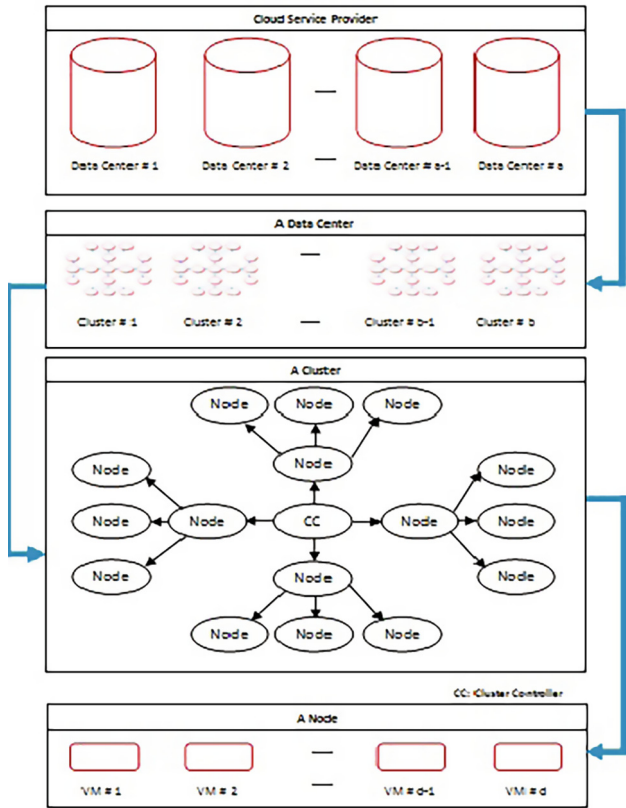 Cloud Service Provider
Data Center # 1 Data Center # 2 — Data Center # a-1 Data Center # a
A Data Center
Cluster # 1 Cluster # 2 — Cluster # b-1 Cluster # b
A Cluster
Node Node Node
Node Node Node
Node Node CC Node Node
Node Node Node
Node Node Node
CC: Cluster Controller
A Node
VM # 1 VM # 2 — VM # d-1 VM # d